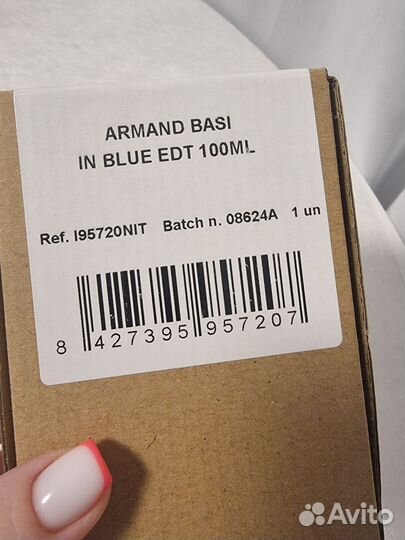 ARMAND BASI
IN BLUE EDT 100ML
Ref. I95720NIT Batch n. 08624A 1 un
8 427395 957207
Avito